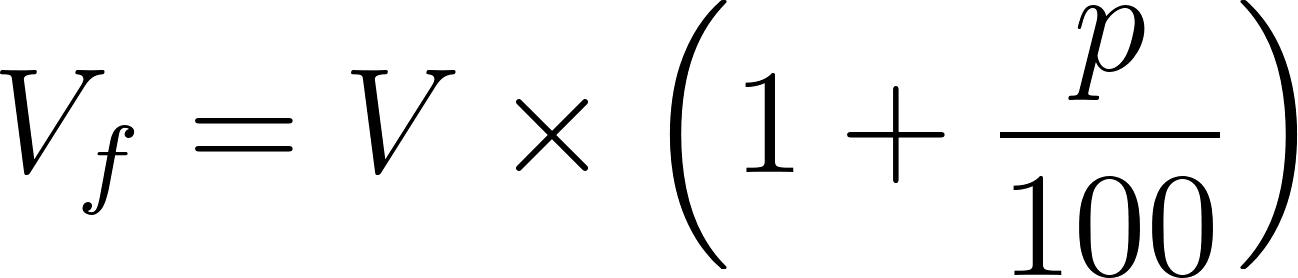 V_f = V × (1 + p/100)